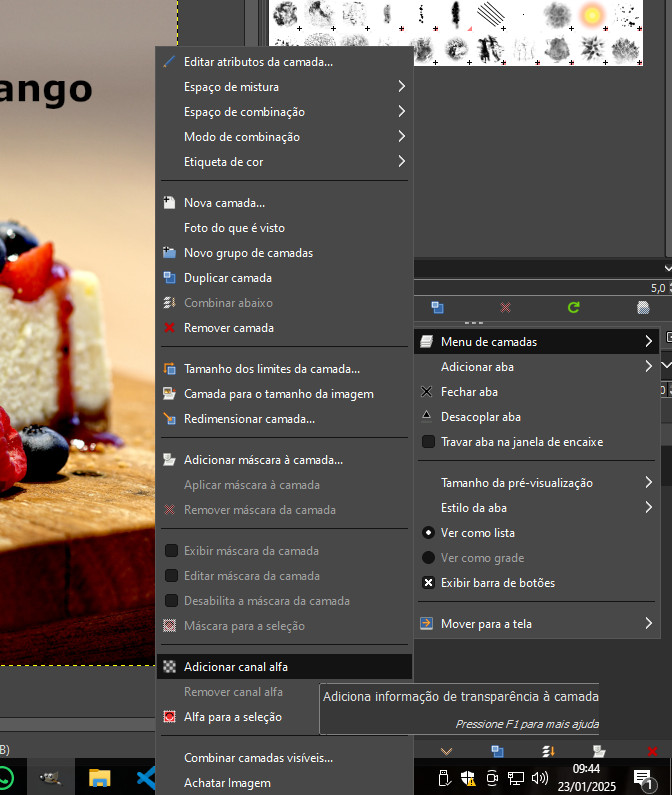 ango
Editar atributos da camada...
Espaço de mistura
Espaço de combinação
Modo de combinação
Etiqueta de cor
Nova camada...
Foto do que é visto
Novo grupo de camadas
Duplicar camada
Combinar abaixo
Remover camada
Tamanho dos limites da camada...
Camada para o tamanho da imagem
Redimensionar camada...
Adicionar máscara à camada...
Aplicar máscara à camada
Remover máscara da camada
Exibir máscara da camada
Editar máscara da camada
Desabilita a máscara da camada
Máscara para a seleção
Adicionar canal alfa
Remover canal alfa
Alfa para a seleção
Combinar camadas visíveis...
Achatar Imagem
5,0
Menu de camadas
Adicionar aba
Fechar aba
Desacoplar aba
Travar aba na janela de encaixe
Tamanho da pré-visualização
Estilo da aba
Ver como lista
Ver como grade
Exibir barra de botões
Mover para a tela
Adiciona informação de transparência à camada
Pressione F1 para mais ajuda
B)
09:44
23/01/2025
1